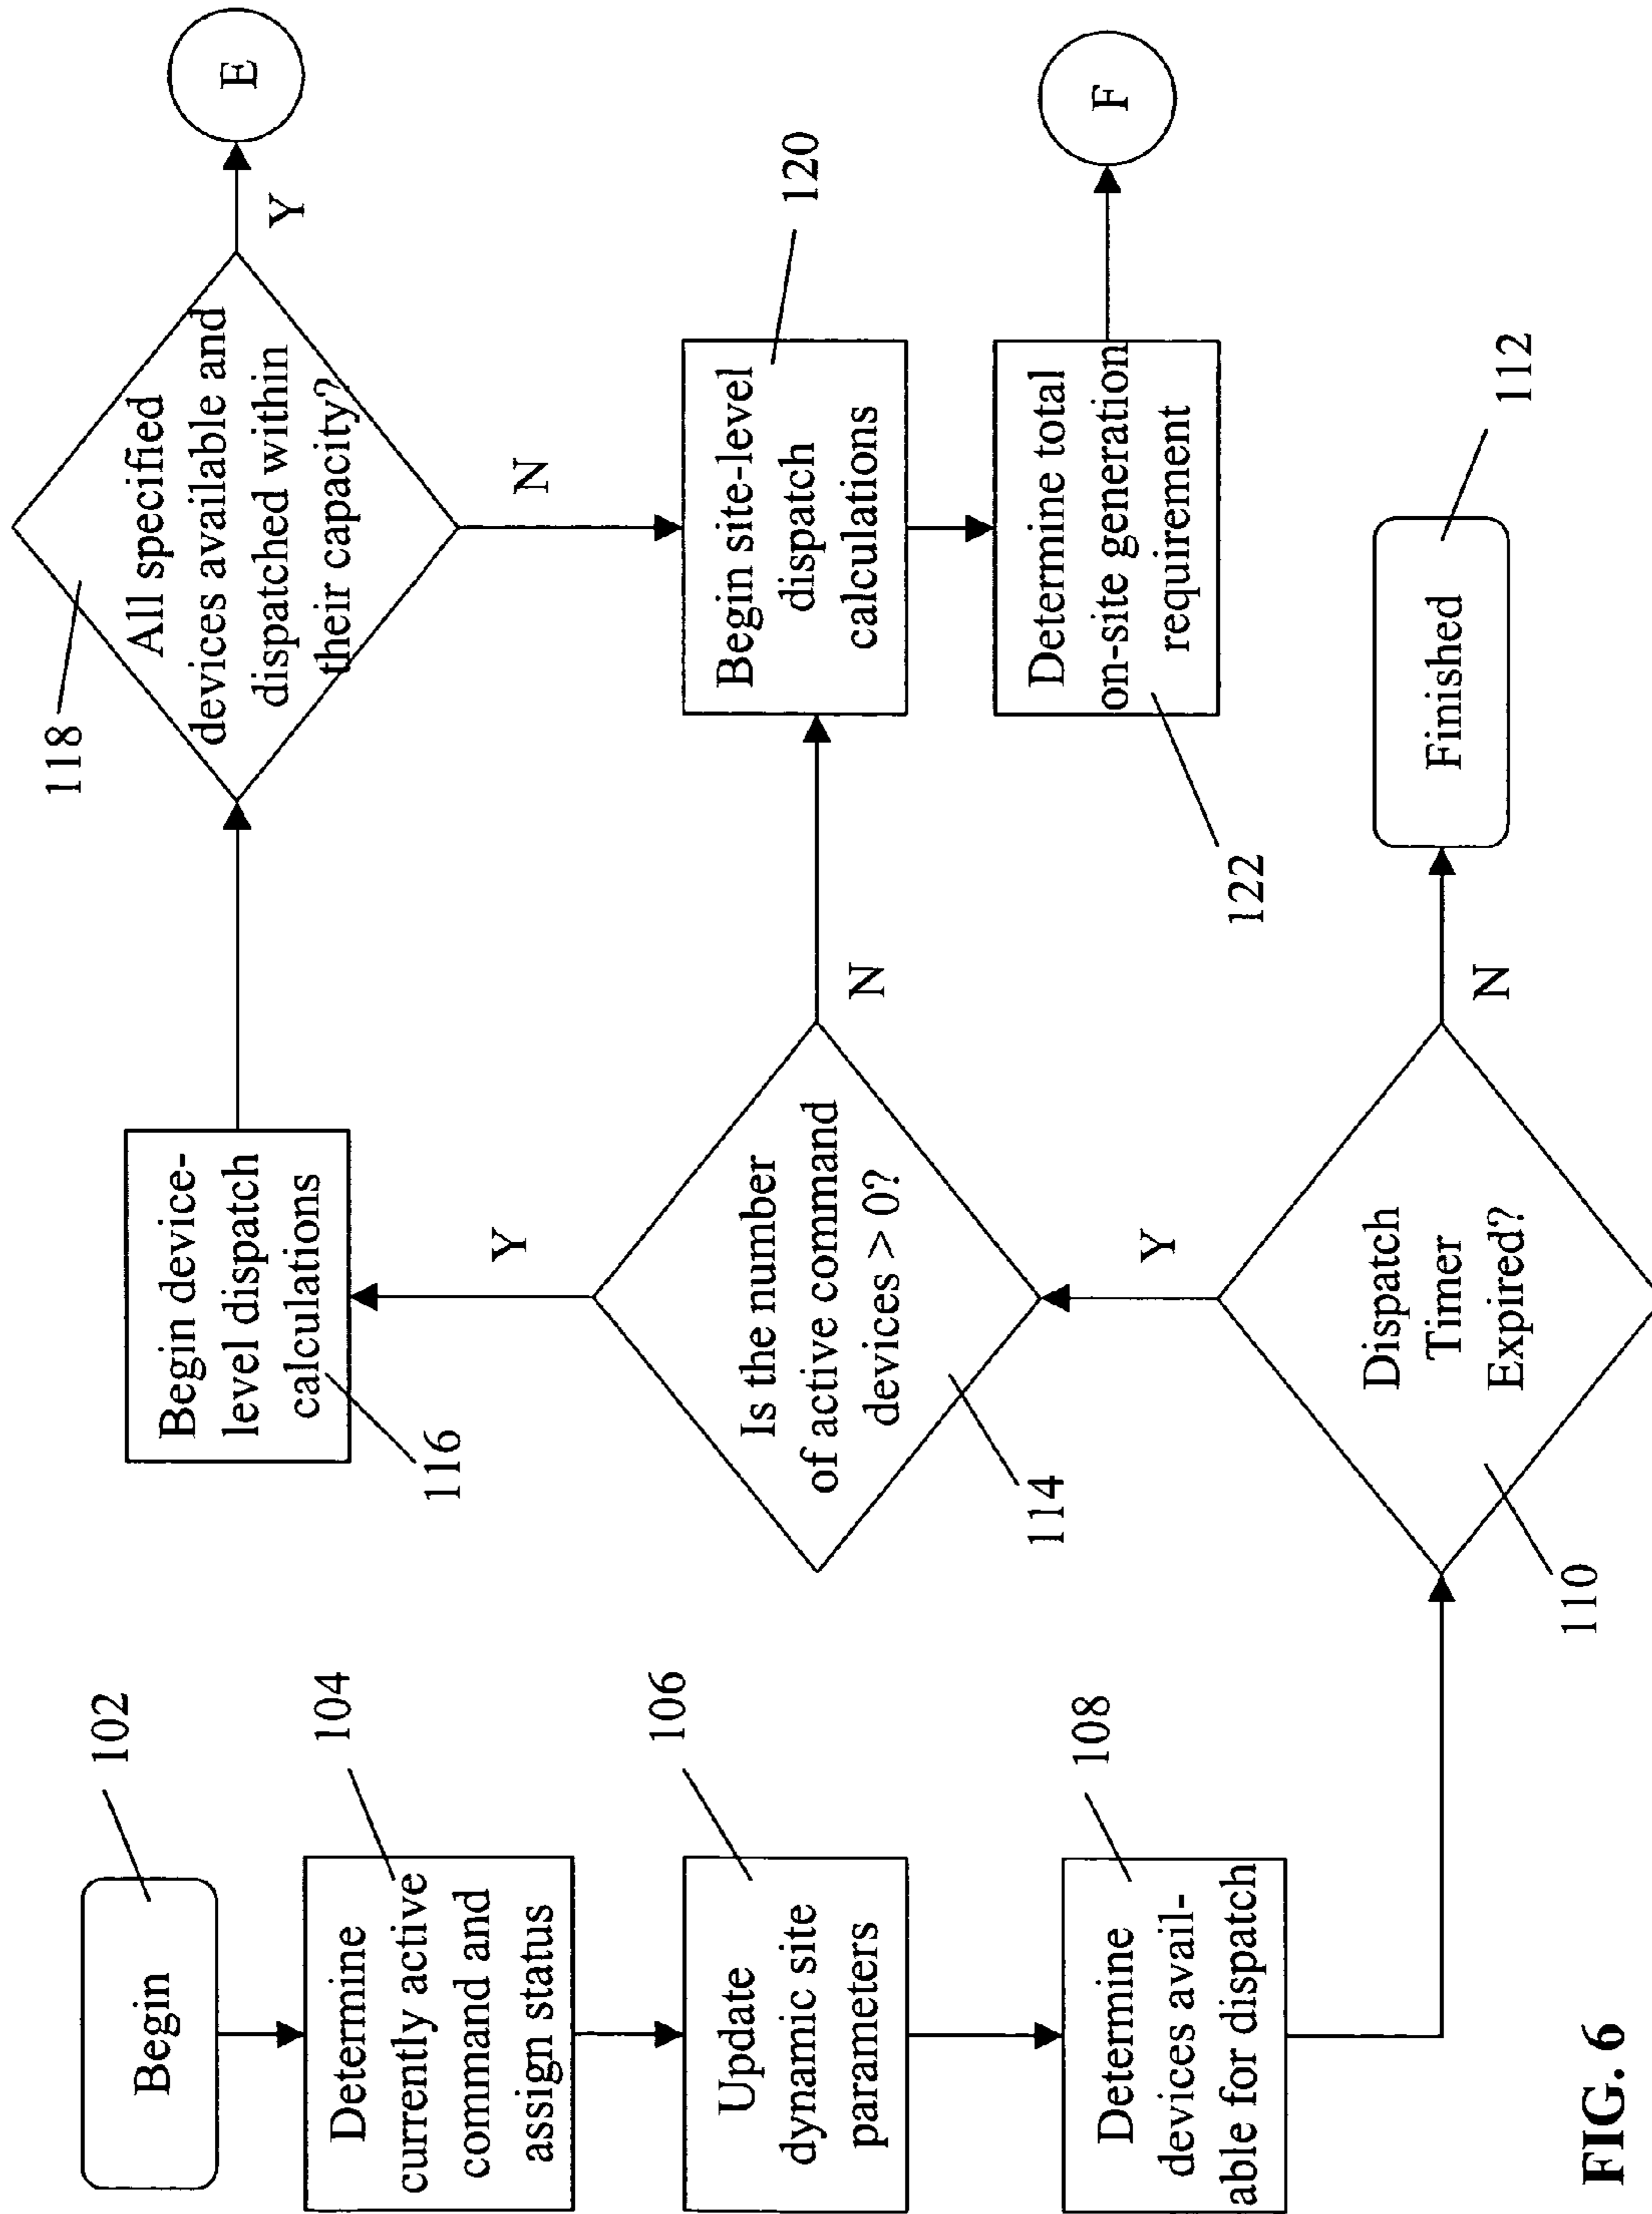 Begin
102
Determine
currently active
command and
assign status
104
Update
dynamic site
parameters
106
Determine
devices avail-
able for dispatch
108
Dispatch
Timer
Expired?
110
N
Finished
112
Y
Is the number
of active command
devices > 0?
114
N
Y
Begin device-
level dispatch
calculations
116
All specified
devices available and
dispatched within
their capacity?
118
Y
E
N
Begin site-level
dispatch
calculations
120
Determine total
on-site generation
requirement
122
F
FIG. 6